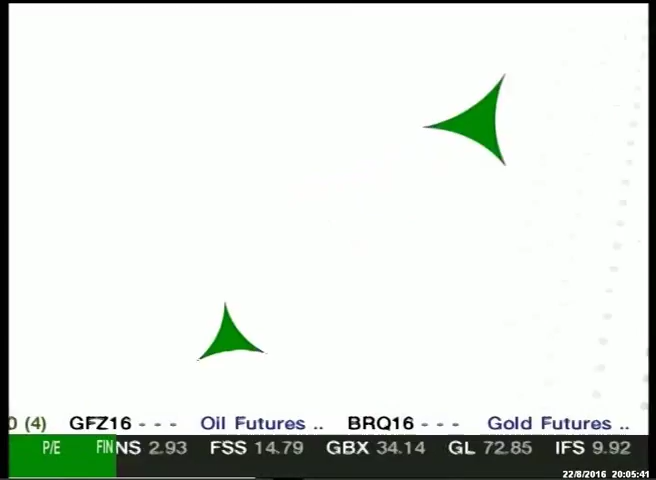 0 (4) GFZ16 - - - Oil Futures .. BRQ16 - - - Gold Futures ..
P/E FIN NS 2.93 FSS 14.79 GBX 34.14 GL 72.85 IFS 9.92
22/8/2016 20:05:41